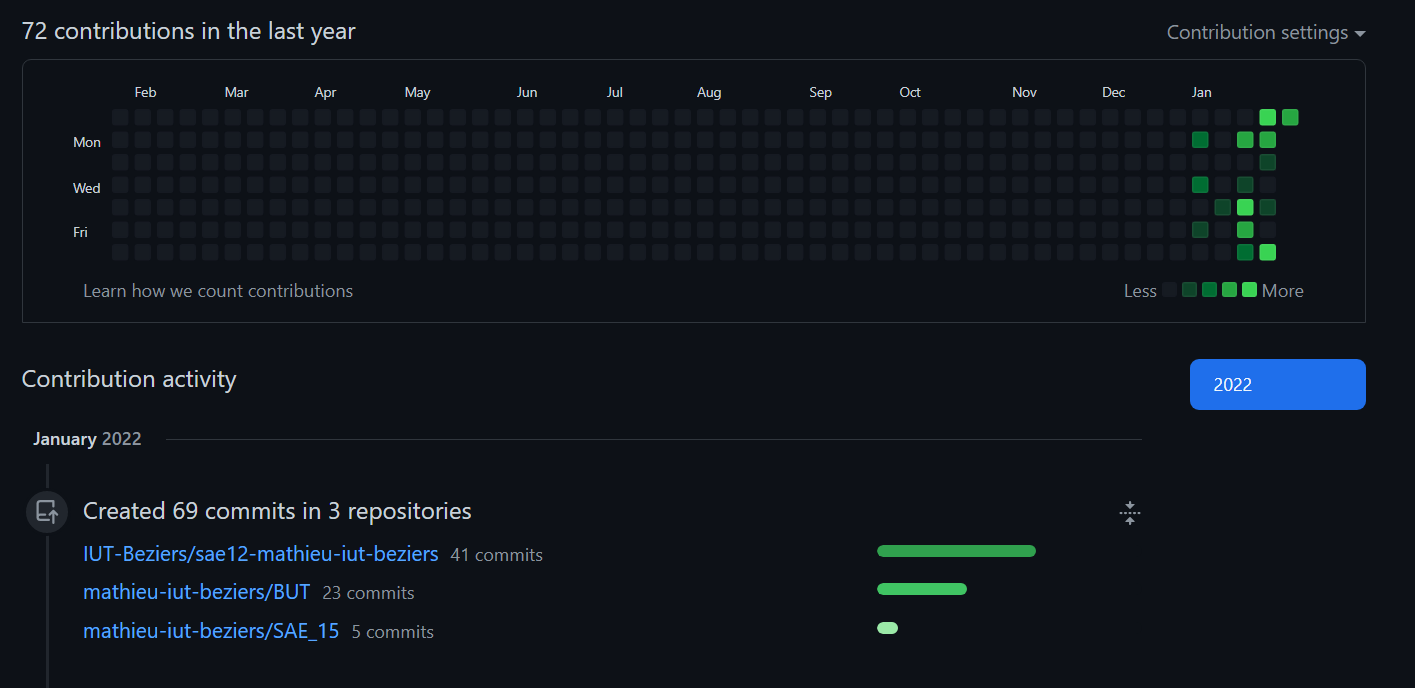 72 contributions in the last year
Contribution settings
Feb Mar Apr May Jun Jul Aug Sep Oct Nov Dec Jan
Mon
Wed
Fri
Learn how we count contributions
Less More
Contribution activity
2022
January 2022
Created 69 commits in 3 repositories
IUT-Beziers/sae12-mathieu-iut-beziers 41 commits
mathieu-iut-beziers/BUT 23 commits
mathieu-iut-beziers/SAE_15 5 commits